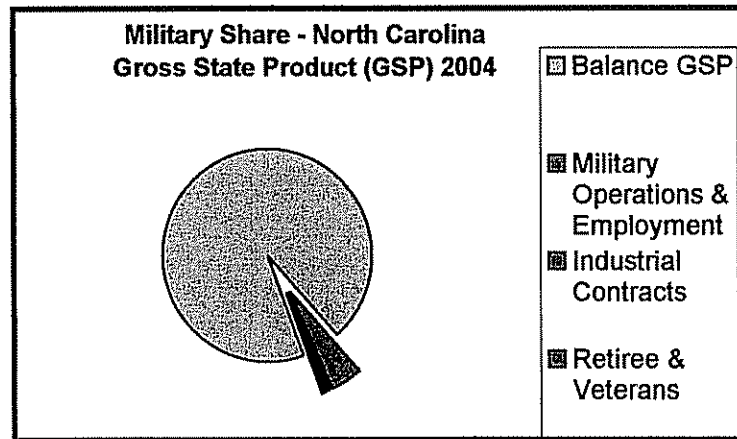 Military Share - North Carolina
Gross State Product (GSP) 2004
Balance GSP
Military
Operations &
Employment
Industrial
Contracts
Retiree &
Veterans